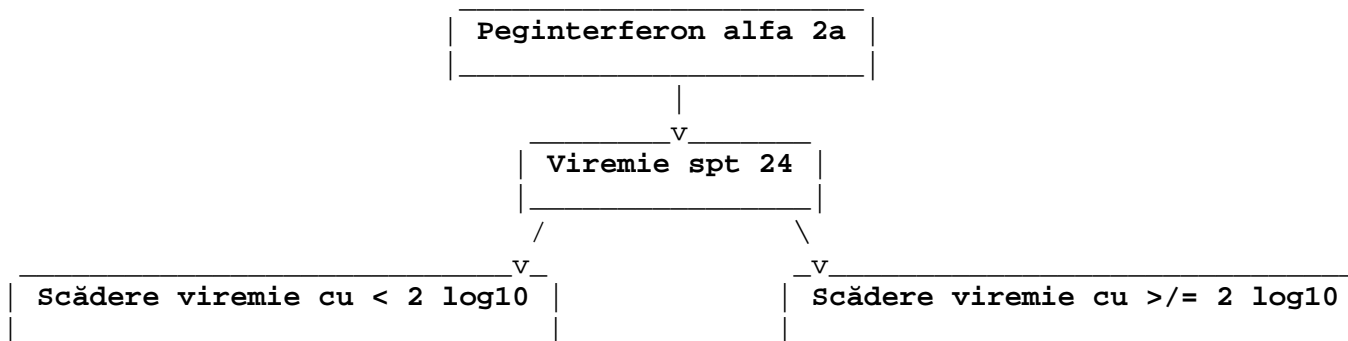 Peginterferon alfa 2a
Viremie spt 24
Scădere viremie cu < 2 log10
Scădere viremie cu >/= 2 log10